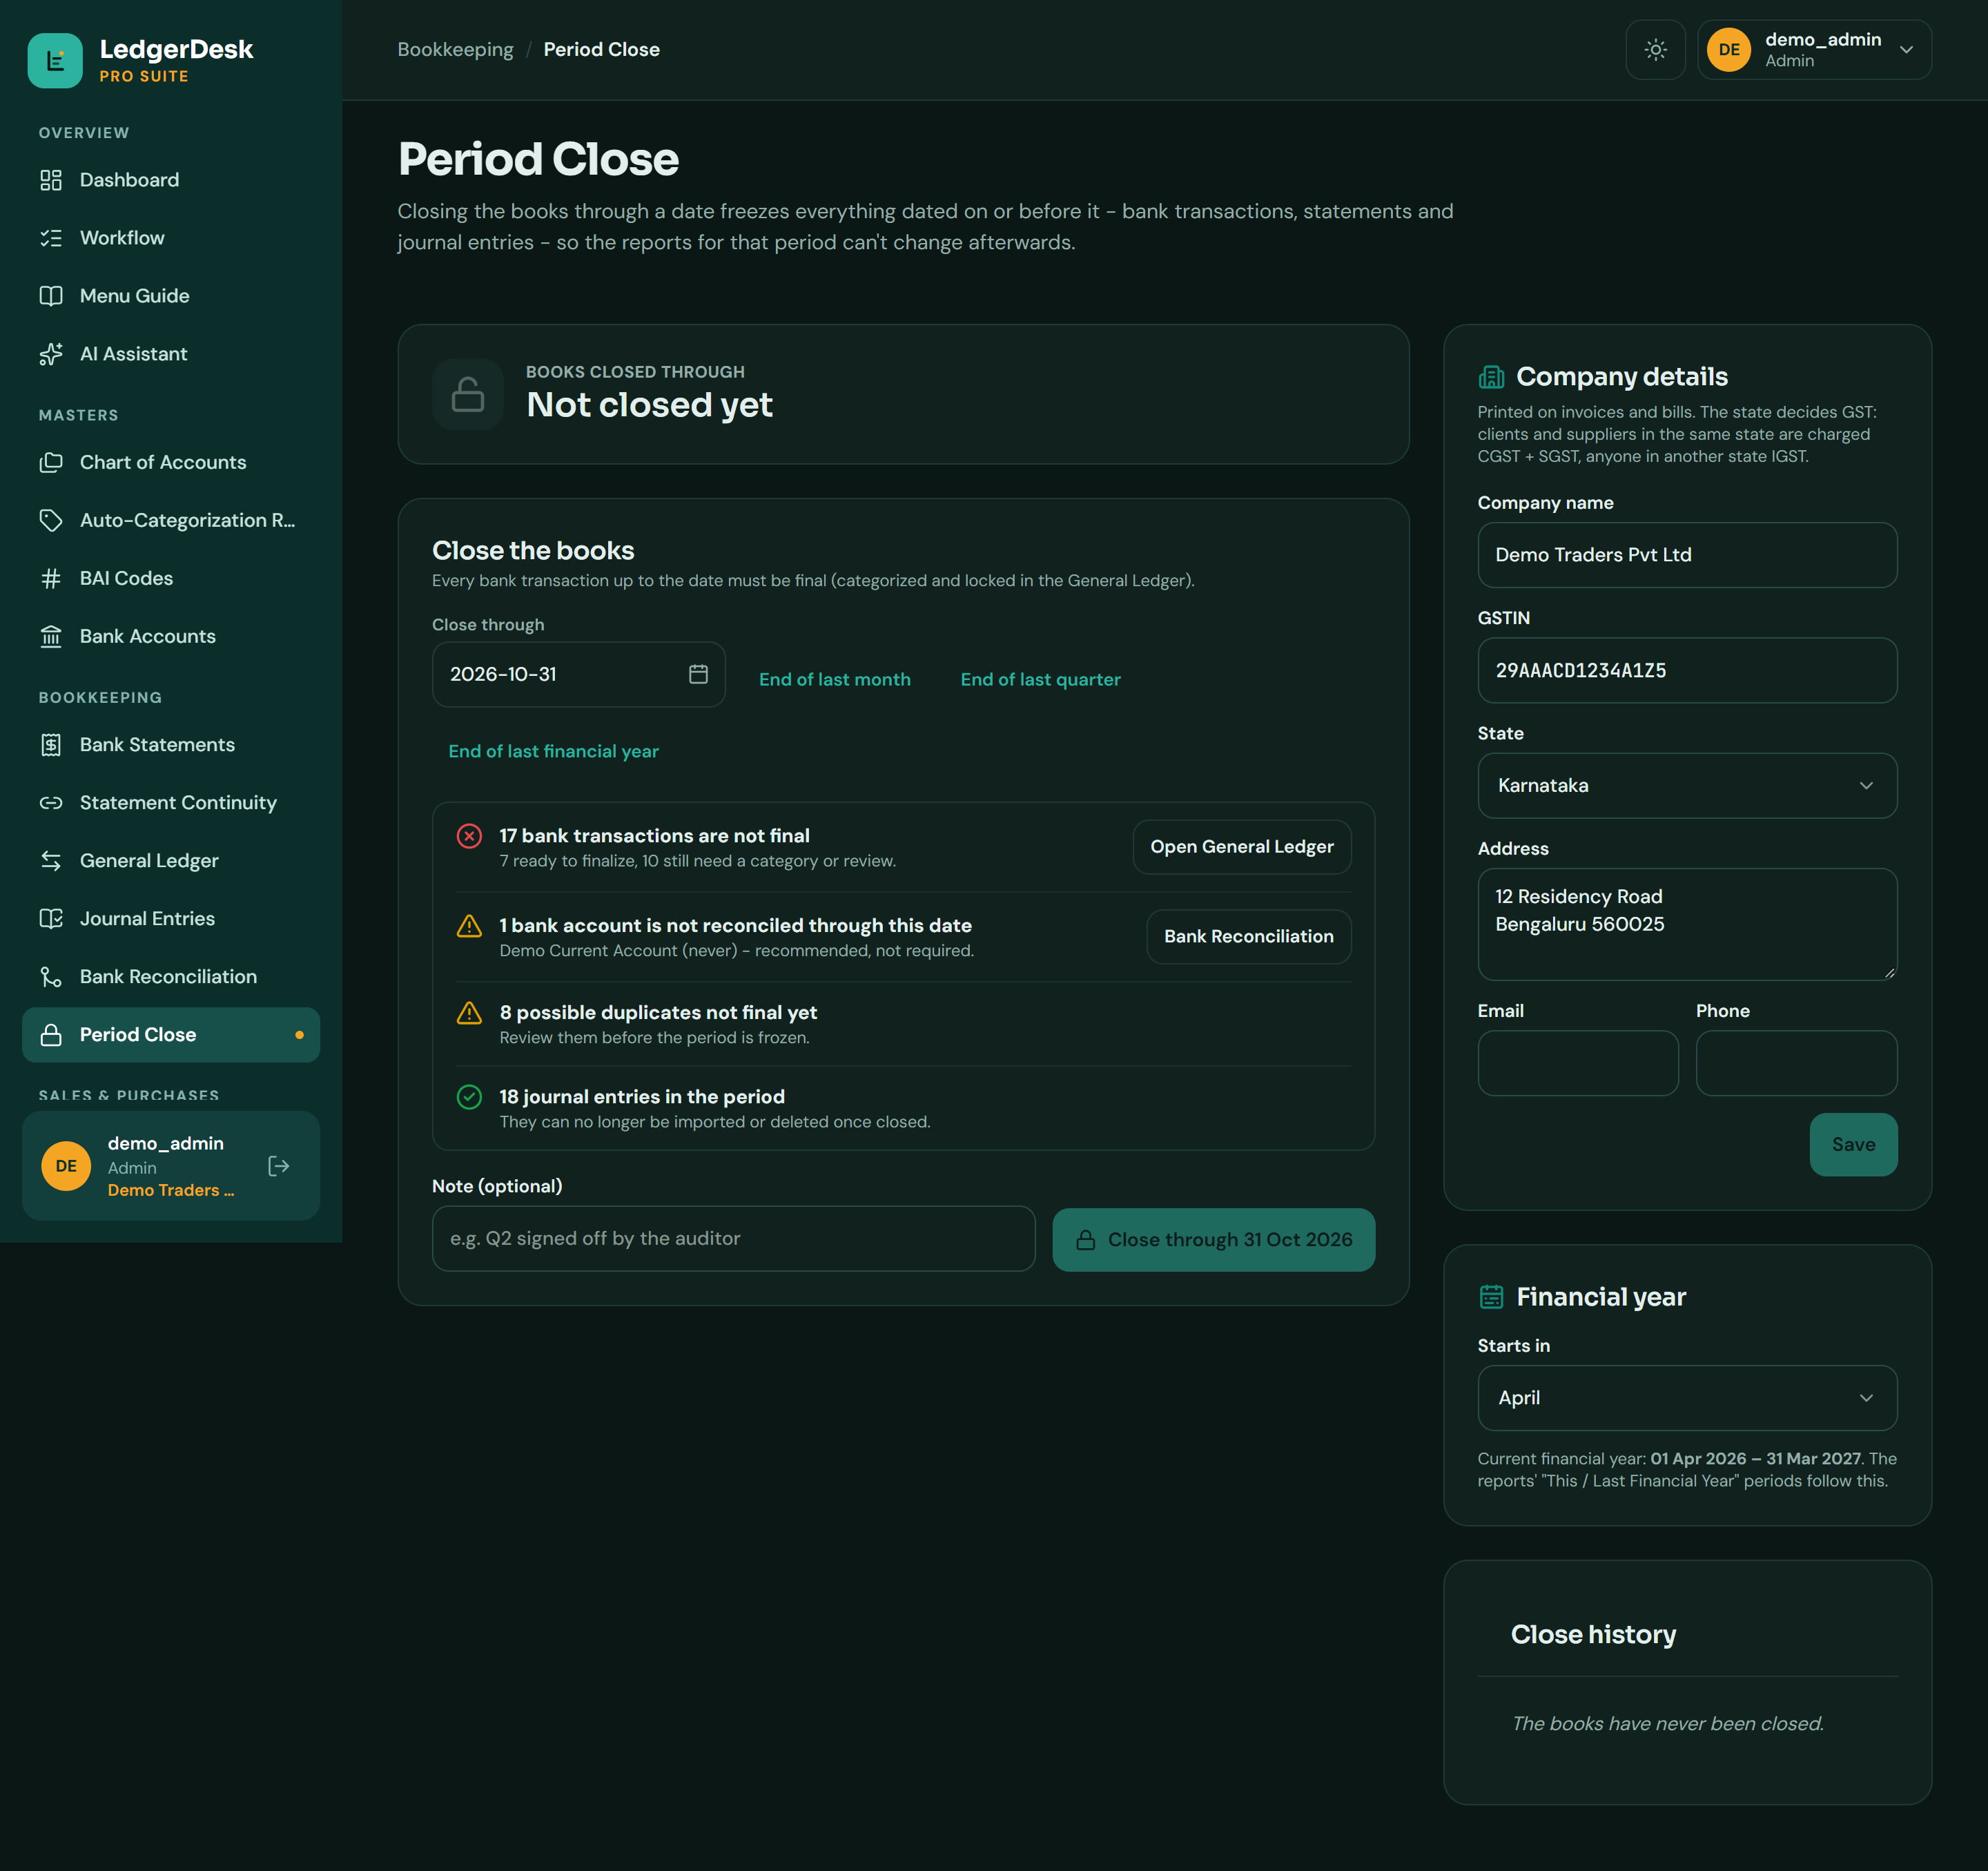 LedgerDesk
PRO SUITE
OVERVIEW
Dashboard
Workflow
Menu Guide
AI Assistant
MASTERS
Chart of Accounts
Auto-Categorization R...
BAI Codes
Bank Accounts
BOOKKEEPING
Bank Statements
Statement Continuity
General Ledger
Journal Entries
Bank Reconciliation
Period Close
SALES & PURCHASES
DE
demo_admin
Admin
Demo Traders ...
Bookkeeping / Period Close
DE
demo_admin
Admin
Period Close
Closing the books through a date freezes everything dated on or before it - bank transactions, statements and
journal entries - so the reports for that period can't change afterwards.
BOOKS CLOSED THROUGH
Not closed yet
Close the books
Every bank transaction up to the date must be final (categorized and locked in the General Ledger).
Close through
2026-10-31
End of last month
End of last quarter
End of last financial year
17 bank transactions are not final
7 ready to finalize, 10 still need a category or review.
Open General Ledger
1 bank account is not reconciled through this date
Demo Current Account (never) - recommended, not required.
Bank Reconciliation
8 possible duplicates not final yet
Review them before the period is frozen.
18 journal entries in the period
They can no longer be imported or deleted once closed.
Note (optional)
e.g. Q2 signed off by the auditor
Close through 31 Oct 2026
Company details
Printed on invoices and bills. The state decides GST:
clients and suppliers in the same state are charged
CGST + SGST, anyone in another state IGST.
Company name
Demo Traders Pvt Ltd
GSTIN
29AAACD1234A1Z5
State
Karnataka
Address
12 Residency Road
Bengaluru 560025
Email
Phone
Save
Financial year
Starts in
April
Current financial year: 01 Apr 2026 – 31 Mar 2027. The
reports' "This / Last Financial Year" periods follow this.
Close history
The books have never been closed.